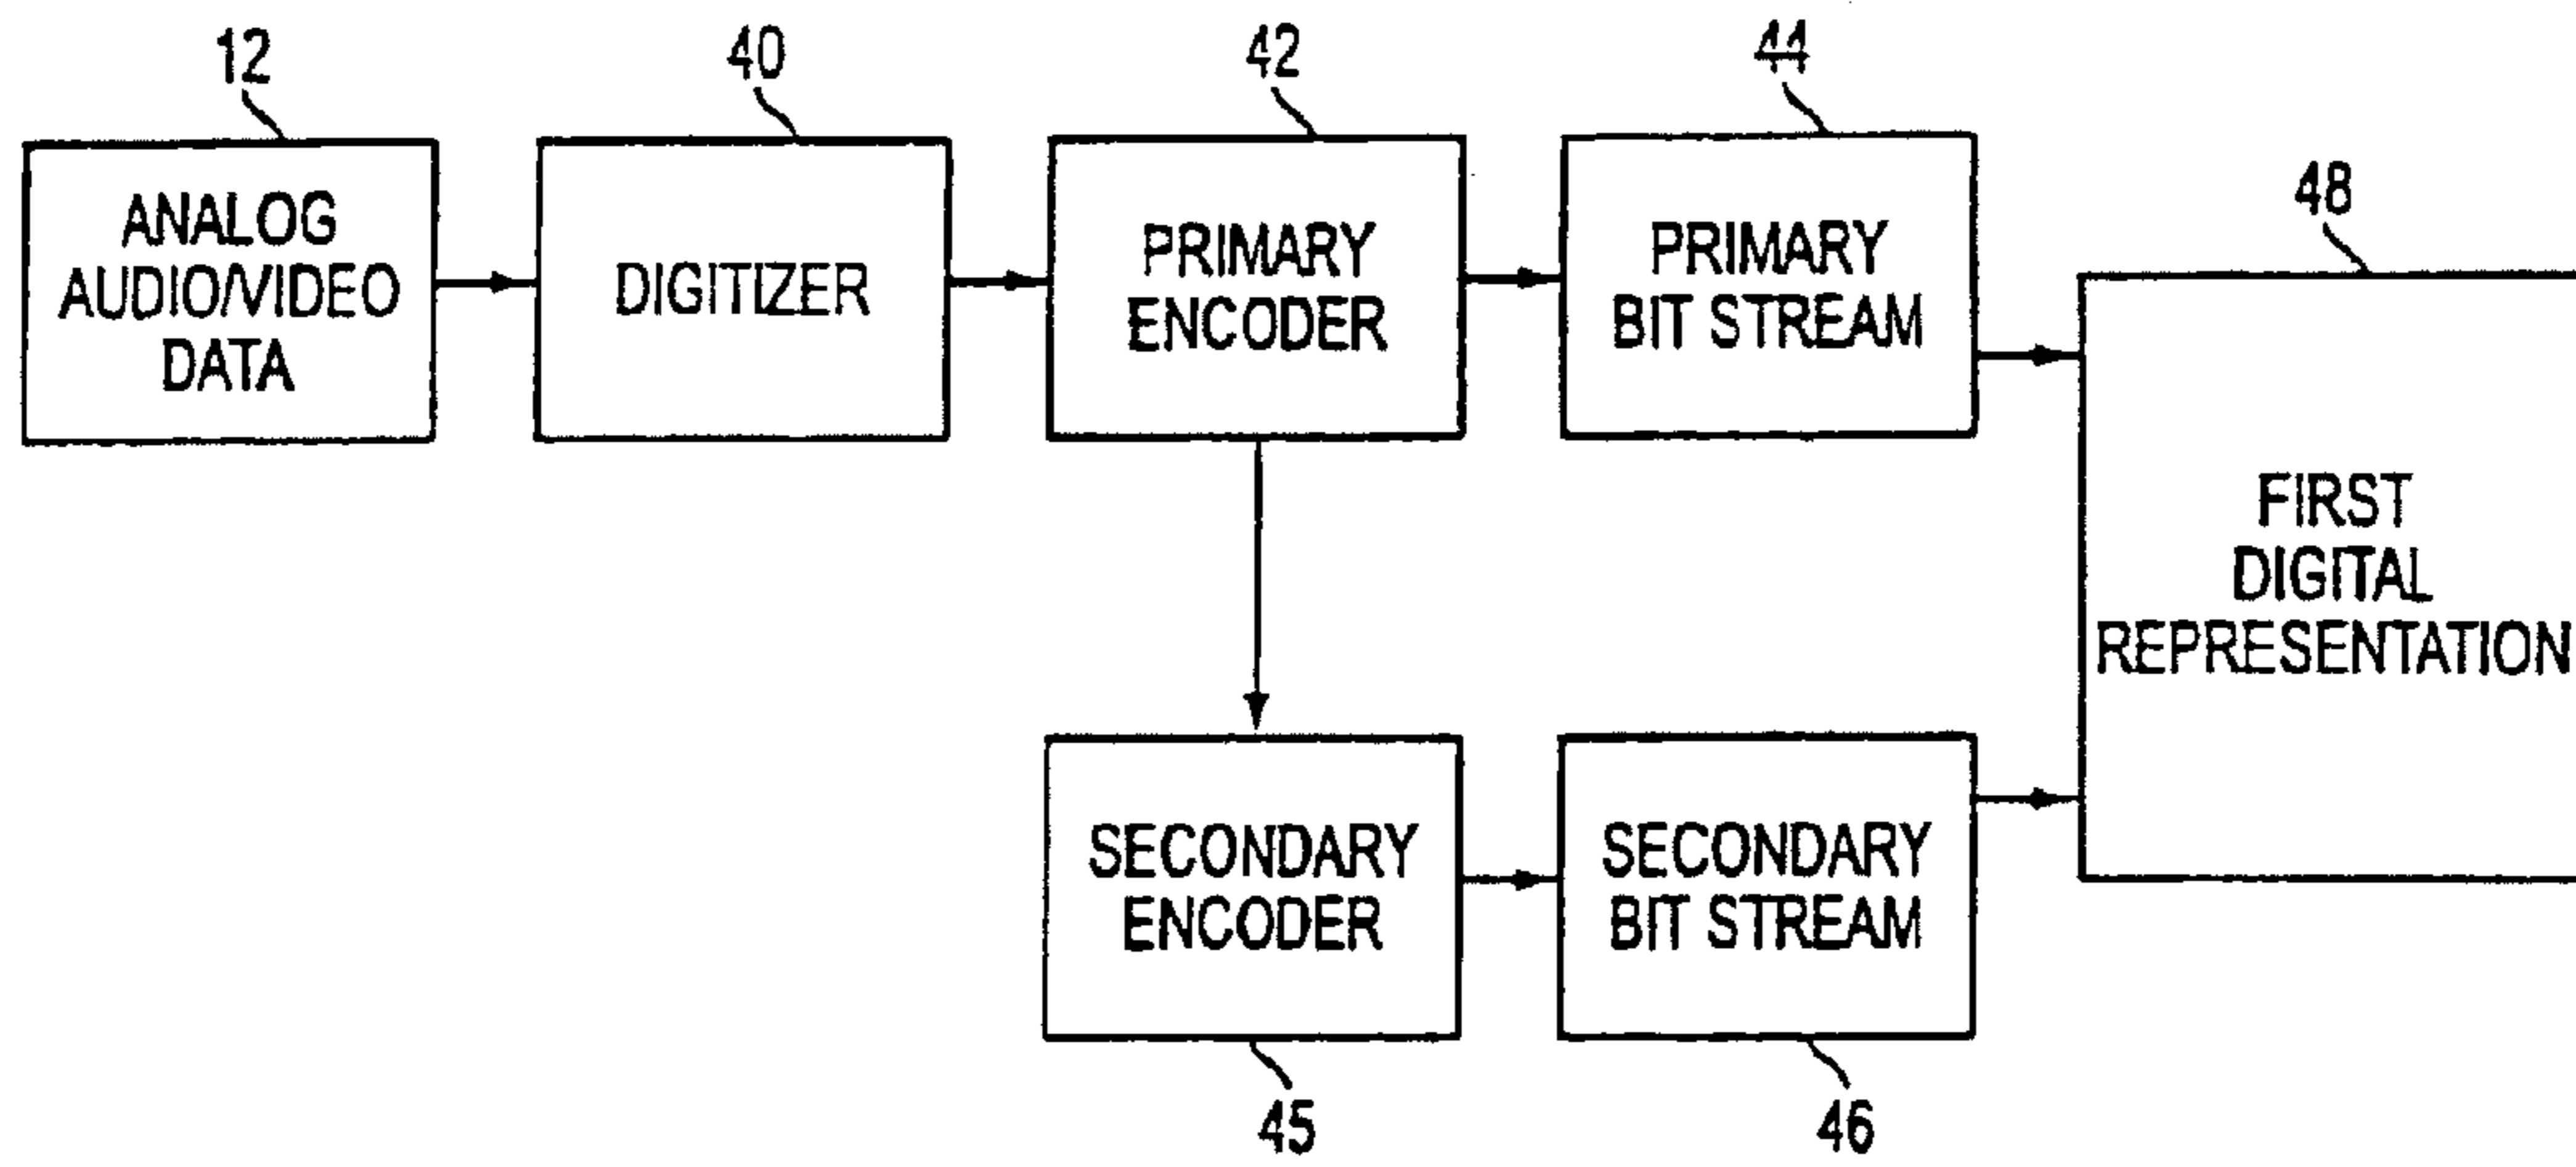 12
40
42
44
48
ANALOG
AUDIO/VIDEO
DATA
DIGITIZER
PRIMARY
ENCODER
PRIMARY
BIT STREAM
FIRST
DIGITAL
REPRESENTATION
SECONDARY
ENCODER
SECONDARY
BIT STREAM
45
46